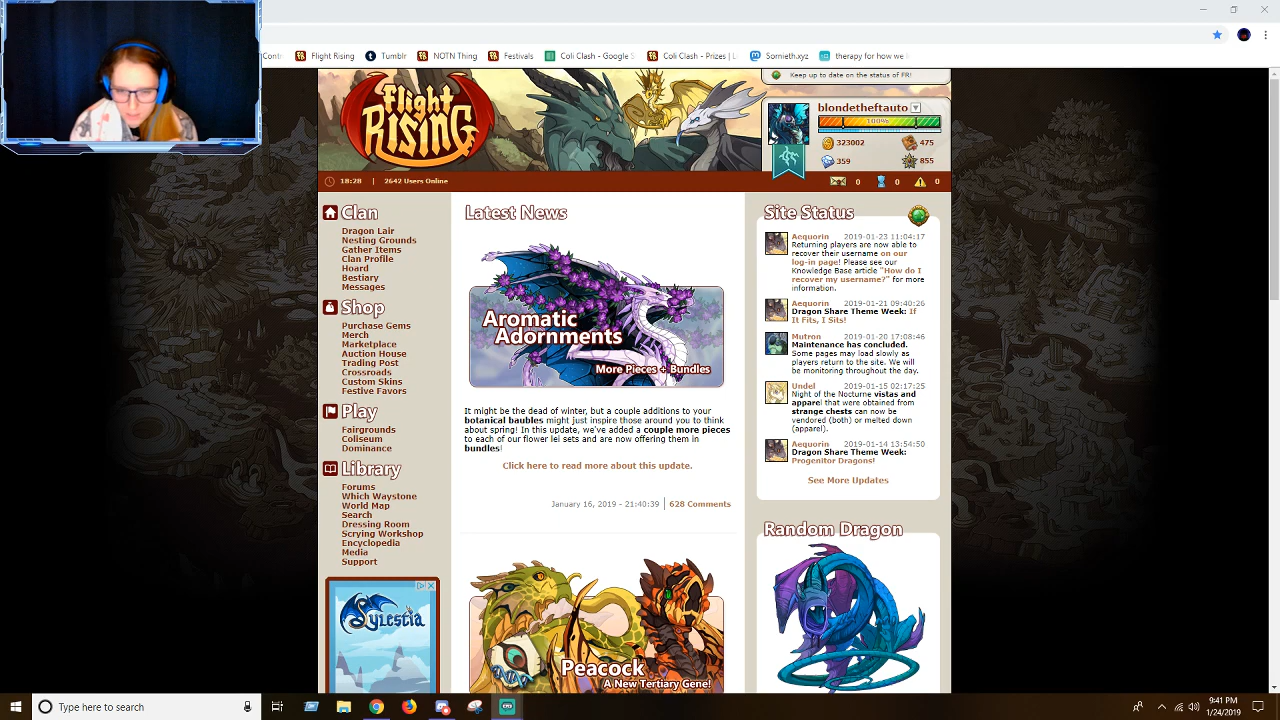 Contr
Flight Rising
Tumblr
NOTN Thing
Festivals
Coli Clash - Google S
Coli Clash - Prizes | L
Sornieth.xyz
therapy for how we
Flight
RISING
Keep up to date on the status of FR!
blondetheftauto
100%
323002
475
359
855
18:28 | 2642 Users Online
0
0
0
Clan
Dragon Lair
Nesting Grounds
Gather Items
Clan Profile
Hoard
Bestiary
Messages
Shop
Purchase Gems
Merch
Marketplace
Auction House
Trading Post
Crossroads
Custom Skins
Festive Favors
Play
Fairgrounds
Coliseum
Dominance
Library
Forums
Which Waystone
World Map
Search
Dressing Room
Scrying Workshop
Encyclopedia
Media
Support
Sylestia
Latest News
Aromatic
Adornments
More Pieces + Bundles
It might be the dead of winter, but a couple additions to your
botanical baubles might just inspire those around you to think
about spring! In this update, we've added a couple more pieces
to each of our flower lei sets and are now offering them in
bundles!
Click here to read more about this update.
January 16, 2019 - 21:40:39 | 628 Comments
Peacock
A New Tertiary Gene!
Site Status
Aequorin 2019-01-23 11:04:17
Returning players are now able to
recover their username on our
log-in page! Please see our
Knowledge Base article "How do I
recover my username?" for more
information.
Aequorin 2019-01-21 09:40:26
Dragon Share Theme Week: If
It Fits, I Sits!
Mutron 2019-01-20 17:08:46
Maintenance has concluded.
Some pages may load slowly as
players return to the site. We will
be monitoring throughout the day.
Undel 2019-01-15 02:17:25
Night of the Nocturne vistas and
apparel that were obtained from
strange chests can now be
vendored (both) or melted down
(apparel).
Aequorin 2019-01-14 13:54:50
Dragon Share Theme Week:
Progenitor Dragons!
See More Updates
Random Dragon
Type here to search
9:41 PM
1/24/2019